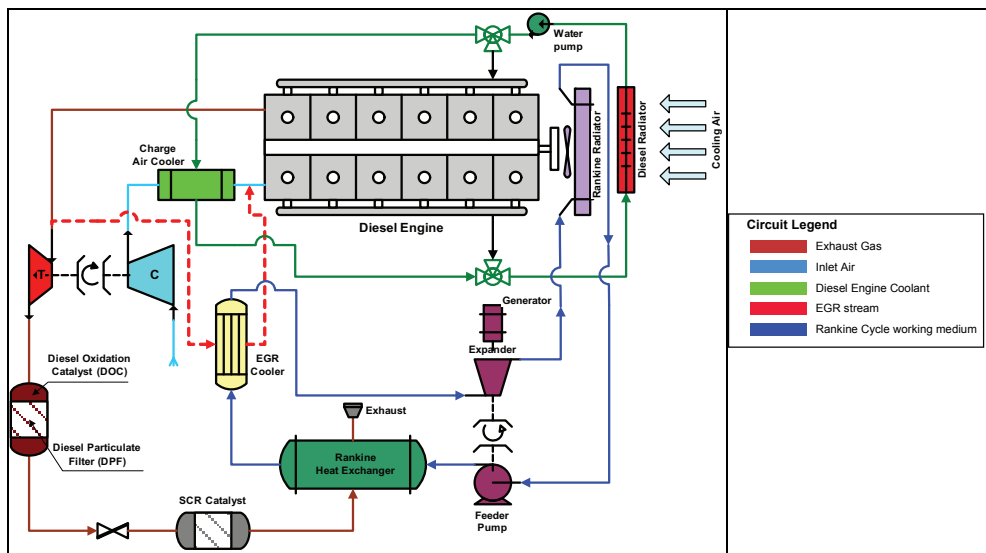 Water
pump
Charge
Air Cooler
Diesel Engine
Rankine Radiator
Diesel Radiator
Cooling Air
T
C
Generator
Expander
EGR
Cooler
Diesel Oxidation
Catalyst (DOC)
Exhaust
Diesel Particulate
Filter (DPF)
Rankine
Heat Exchanger
SCR Catalyst
Feeder
Pump
Circuit Legend
Exhaust Gas
Inlet Air
Diesel Engine Coolant
EGR stream
Rankine Cycle working medium